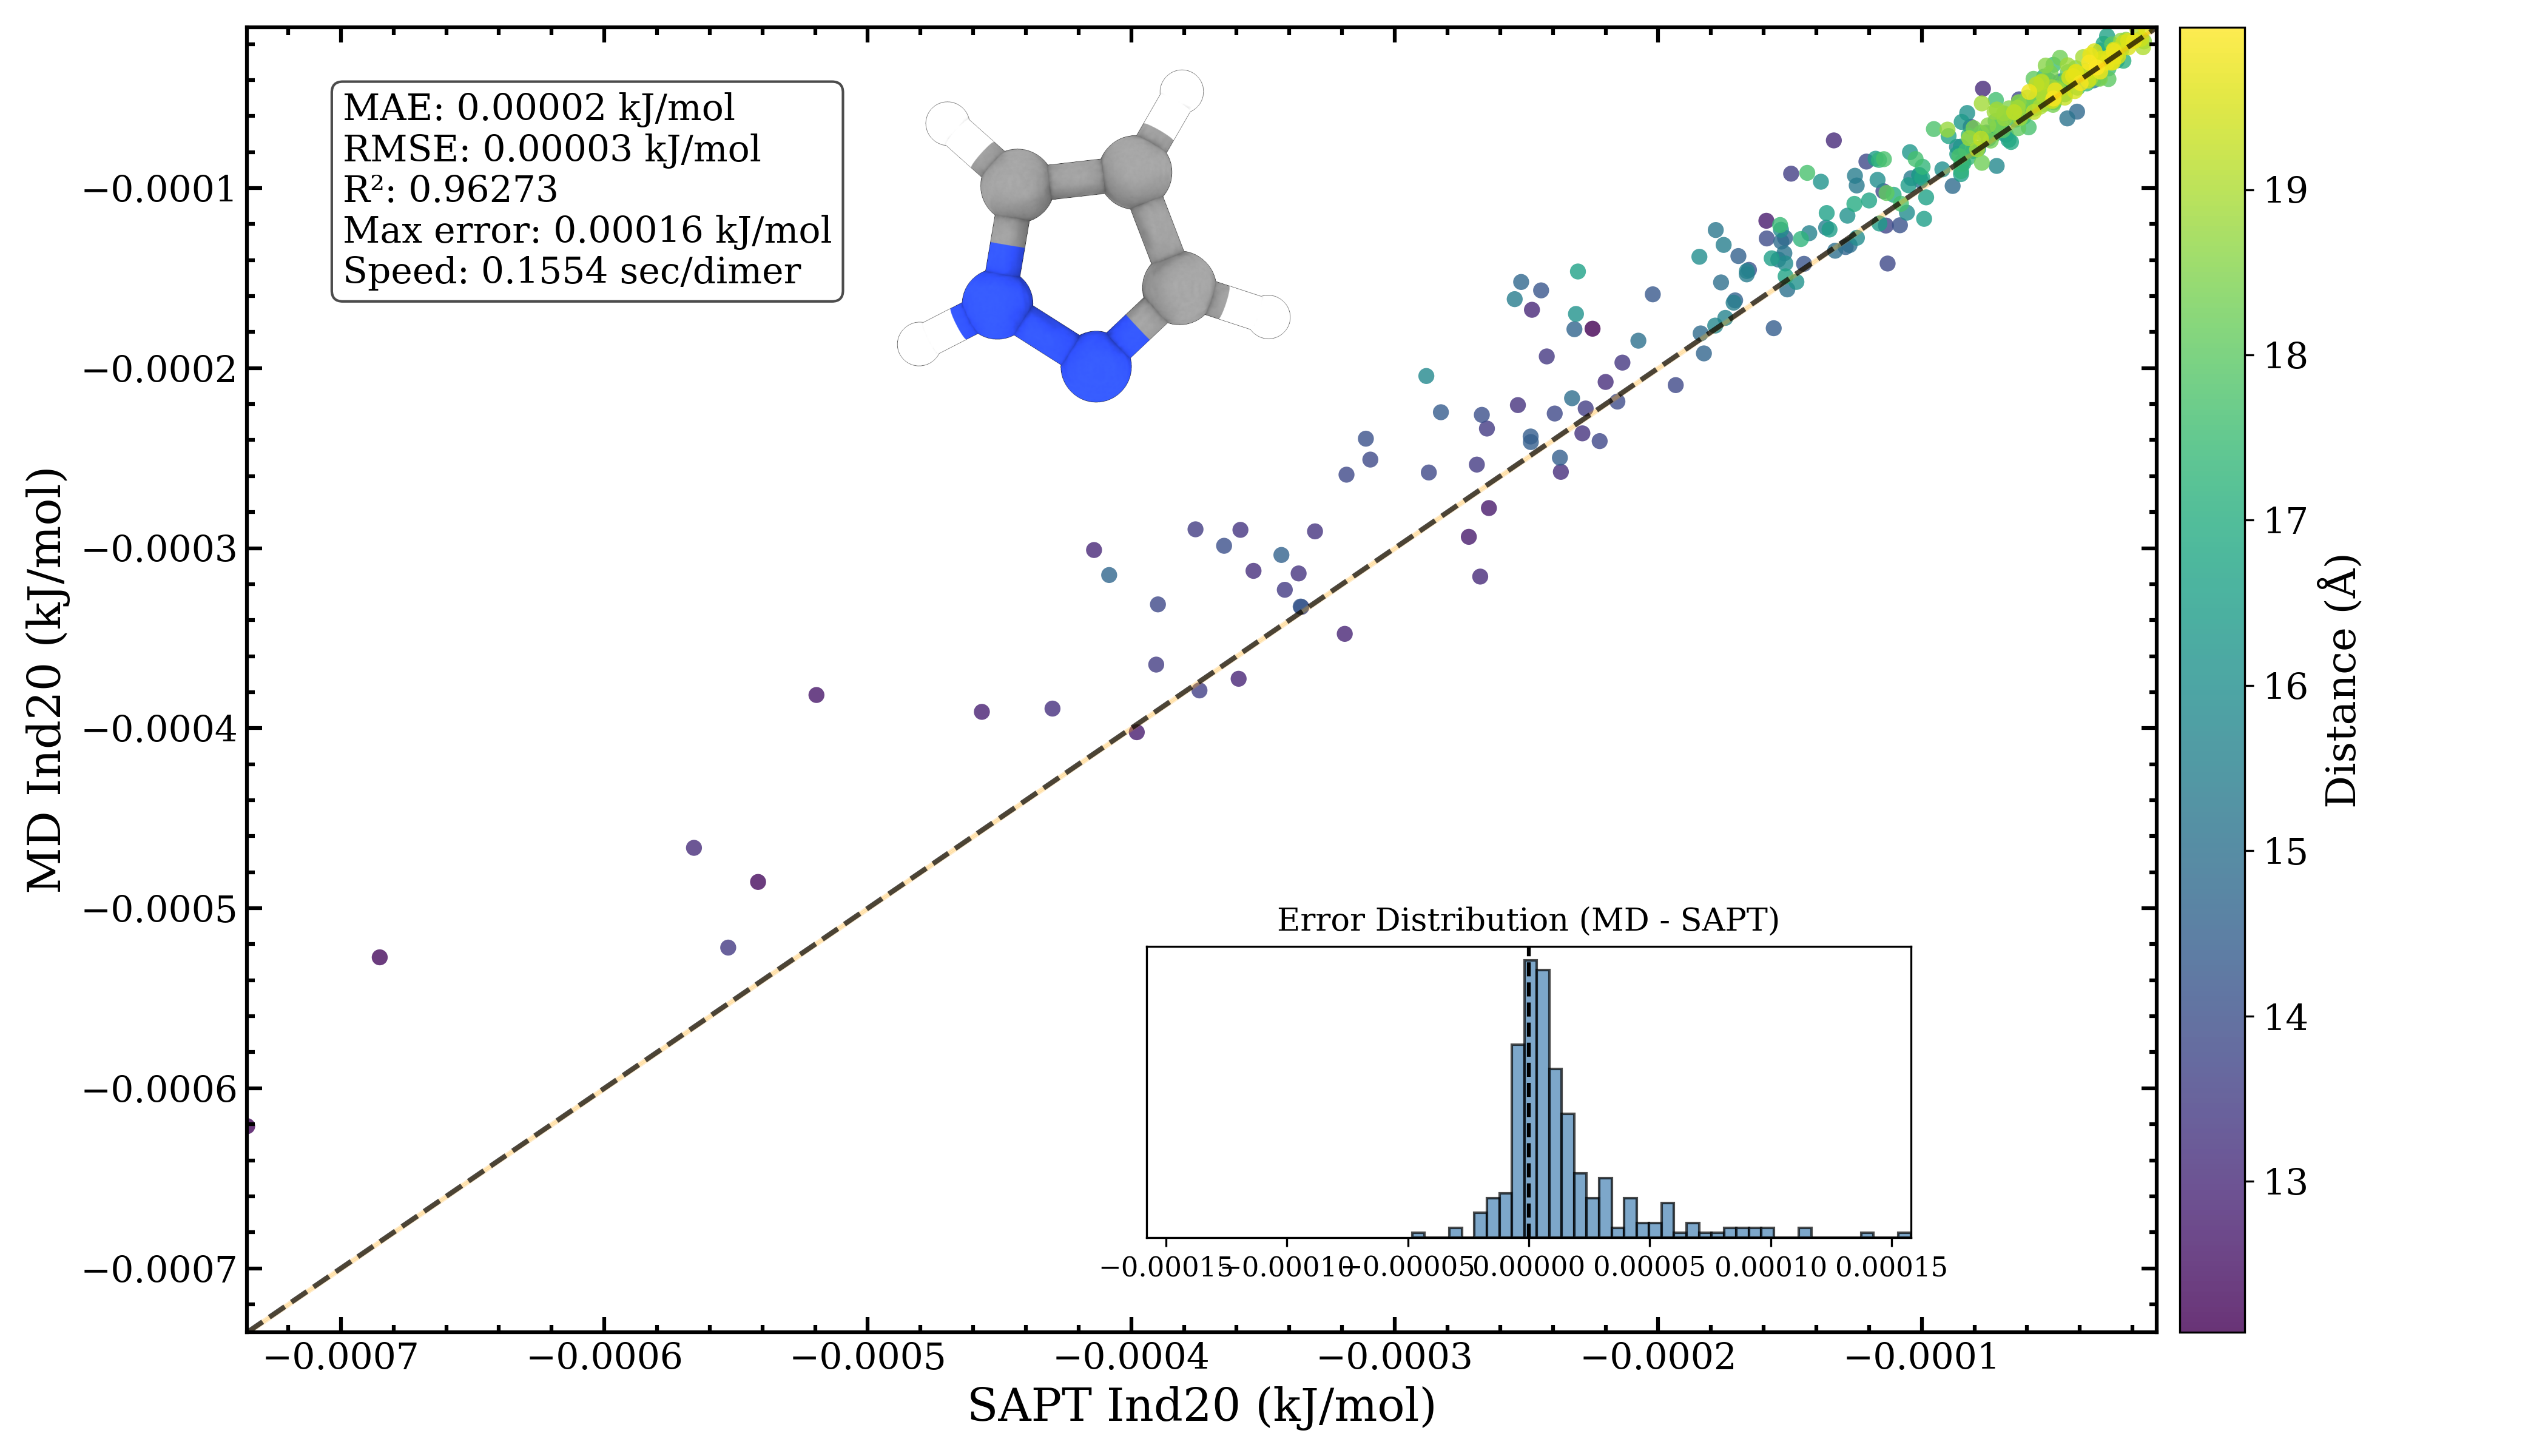 MAE: 0.00002 kJ/mol
RMSE: 0.00003 kJ/mol
R²: 0.96273
Max error: 0.00016 kJ/mol
Speed: 0.1554 sec/dimer
−0.0001
−0.0002
−0.0003
−0.0004
−0.0005
−0.0006
−0.0007
MD Ind20 (kJ/mol)
Error Distribution (MD - SAPT)
−0.00015 −0.00010 −0.00005 0.00000 0.00005 0.00010 0.00015
−0.0007 −0.0006 −0.0005 −0.0004 −0.0003 −0.0002 −0.0001
SAPT Ind20 (kJ/mol)
19
18
17
16
15
14
13
Distance (Å)